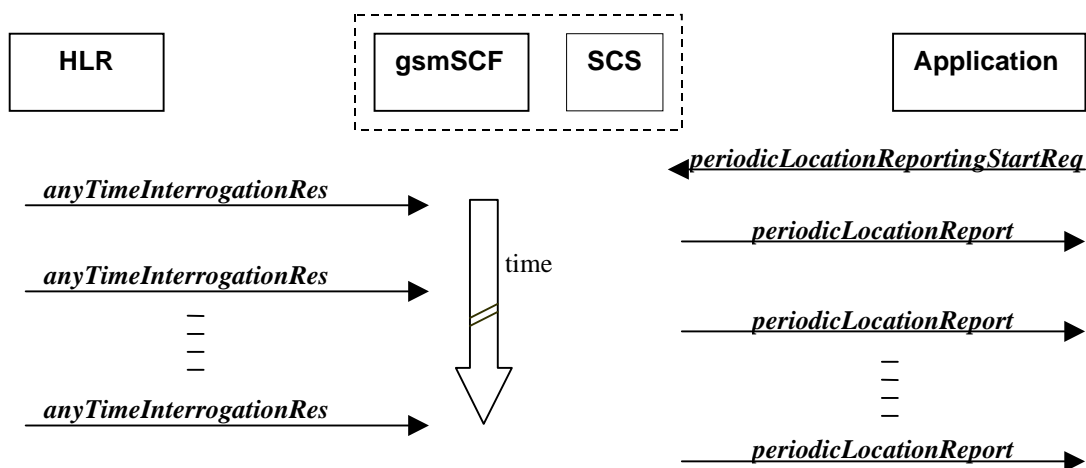 HLR
gsmSCF
SCS
Application
periodicLocationReportingStartReq
anyTimeInterrogationRes
periodicLocationReport
time
anyTimeInterrogationRes
periodicLocationReport
anyTimeInterrogationRes
periodicLocationReport